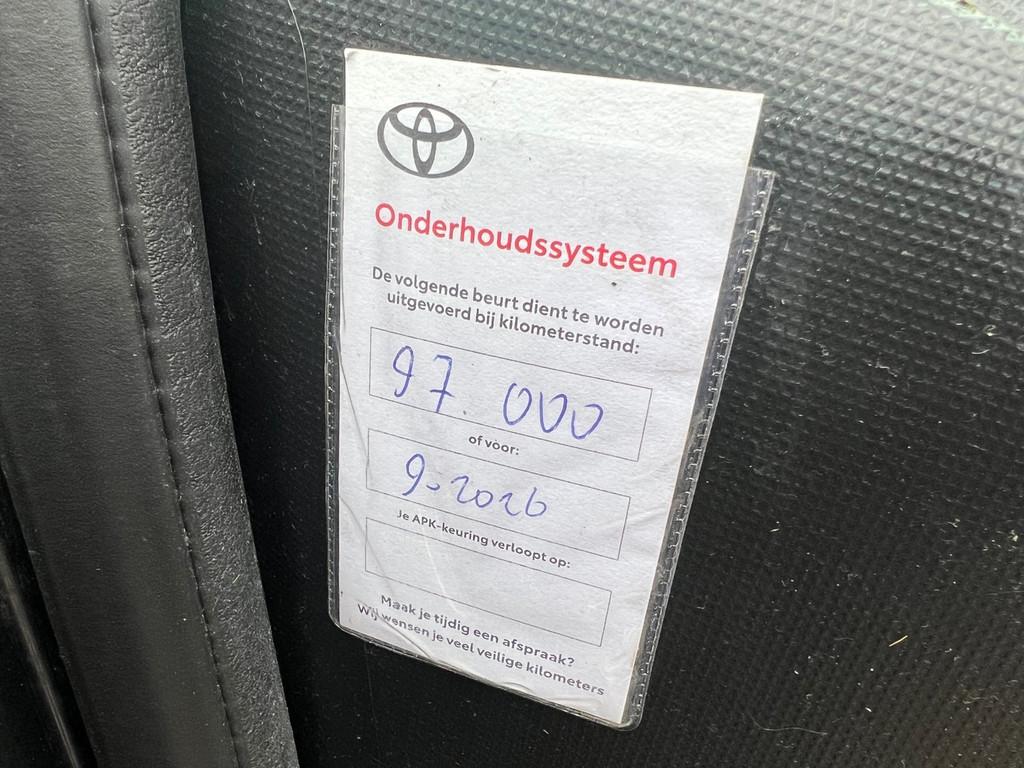 Onderhoudssysteem
De volgende beurt dient te worden
uitgevoerd bij kilometerstand:
97.000
of vóór:
9-2026
Je APK-keuring verloopt op:
Maak je tijdig een afspraak?
Wij wensen je veel veilige kilometers